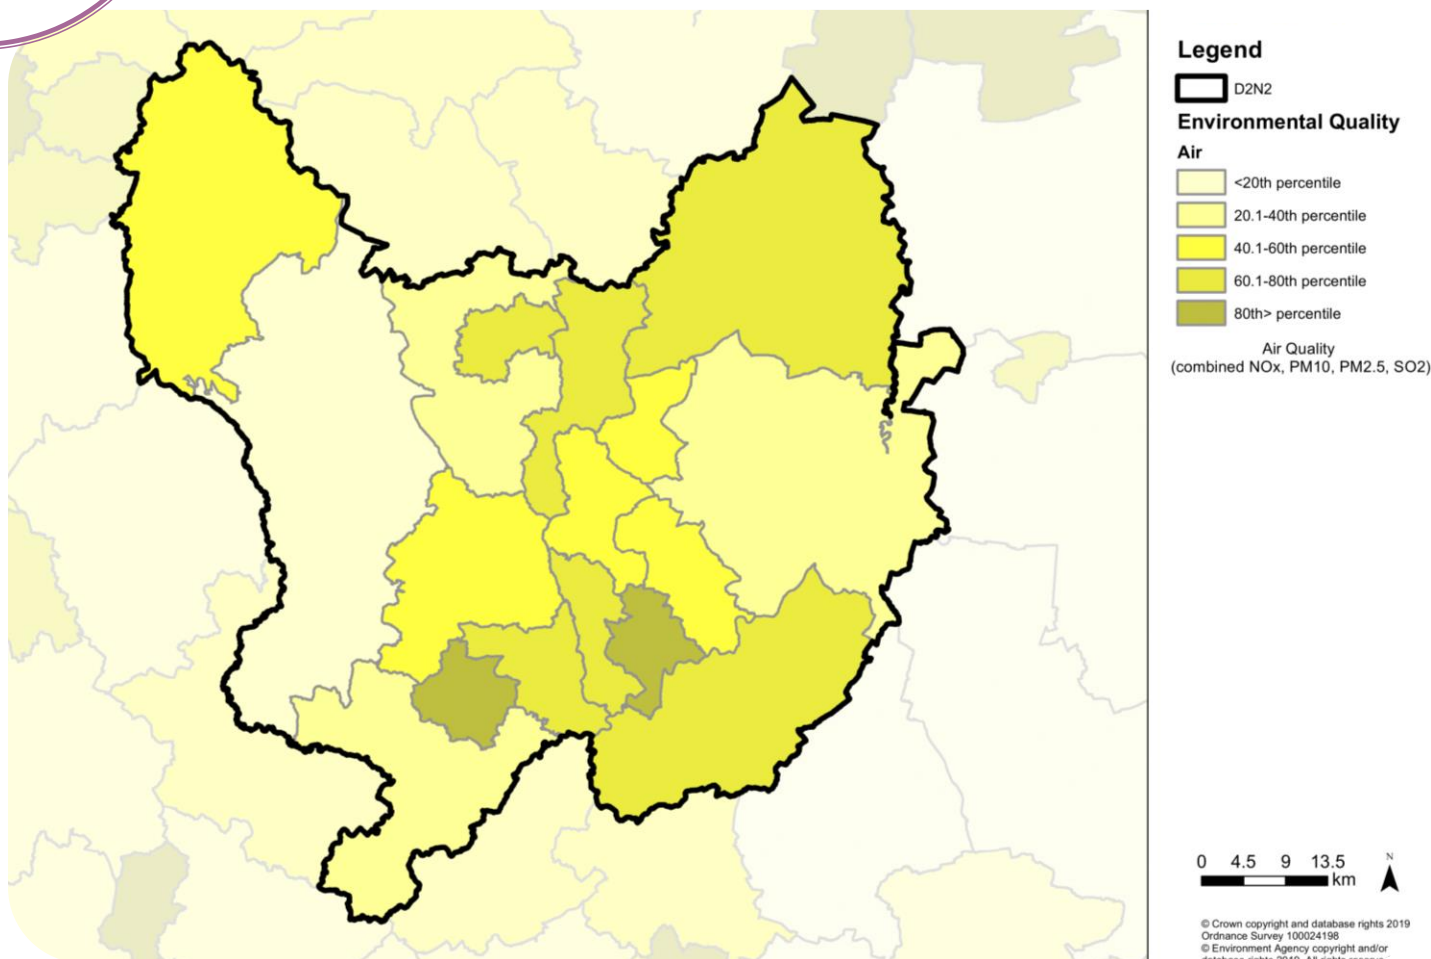 Legend
D2N2
Environmental Quality
Air
<20th percentile
20.1-40th percentile
40.1-60th percentile
60.1-80th percentile
80th> percentile
Air Quality
(combined NOx, PM10, PM2.5, SO2)
0 4.5 9 13.5
km
N
© Crown copyright and database rights 2019
Ordnance Survey 100024198
© Environment Agency copyright and/or